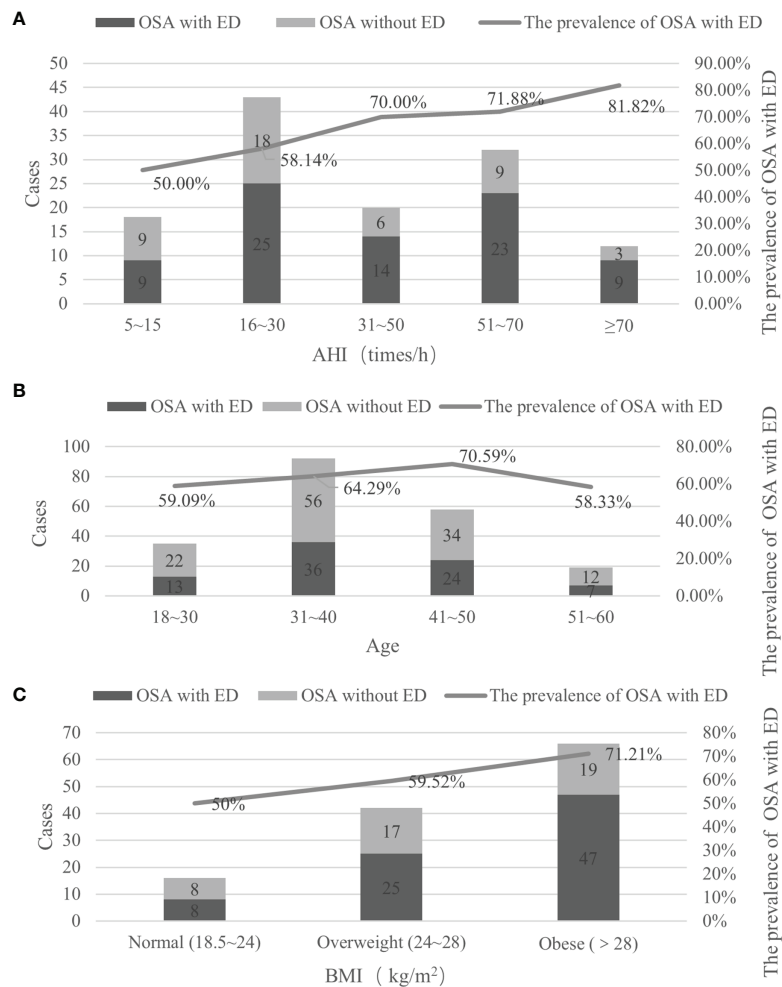 A
OSA with ED OSA without ED The prevalence of OSA with ED
50 90.00%
45 80.00%
40 70.00%
35 60.00%
30 50.00%
25 40.00%
20 30.00%
15 20.00%
10 10.00%
5 0.00%
0
Cases
The prevalence of OSA with ED
50.00% 58.14% 70.00% 71.88% 81.82%
9 18 6 9 3
9 25 14 23 9
5~15 16~30 31~50 51~70 ≥70
AHI（times/h）
B
OSA with ED OSA without ED The prevalence of OSA with ED
100 80.00%
80 60.00%
60 40.00%
40 20.00%
20 0.00%
0
Cases
The prevalence of OSA with ED
59.09% 64.29% 70.59% 58.33%
22 56 34 12
13 36 24 7
18~30 31~40 41~50 51~60
Age
C
OSA with ED OSA without ED The prevalence of OSA with ED
70 80%
60 70%
50 60%
40 50%
30 40%
20 30%
10 20%
0 10%
0%
Cases
The prevalence of OSA with ED
50% 59.52% 71.21%
8 17 19
8 25 47
Normal (18.5~24) Overweight (24~28) Obese ( > 28)
BMI（ kg/m²）